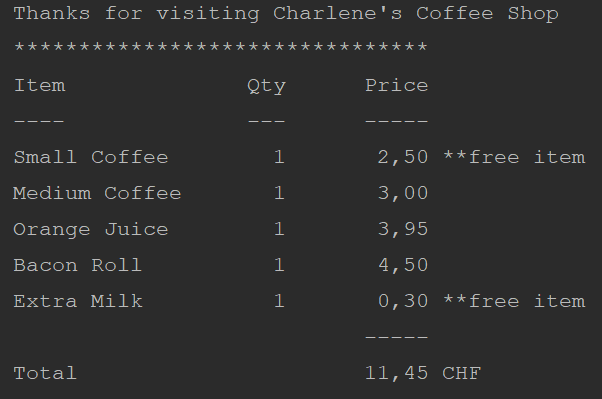 Thanks for visiting Charlene's Coffee Shop
********************************
Item Qty Price
---- --- -----
Small Coffee 1 2,50 **free item
Medium Coffee 1 3,00
Orange Juice 1 3,95
Bacon Roll 1 4,50
Extra Milk 1 0,30 **free item
-----
Total 11,45 CHF